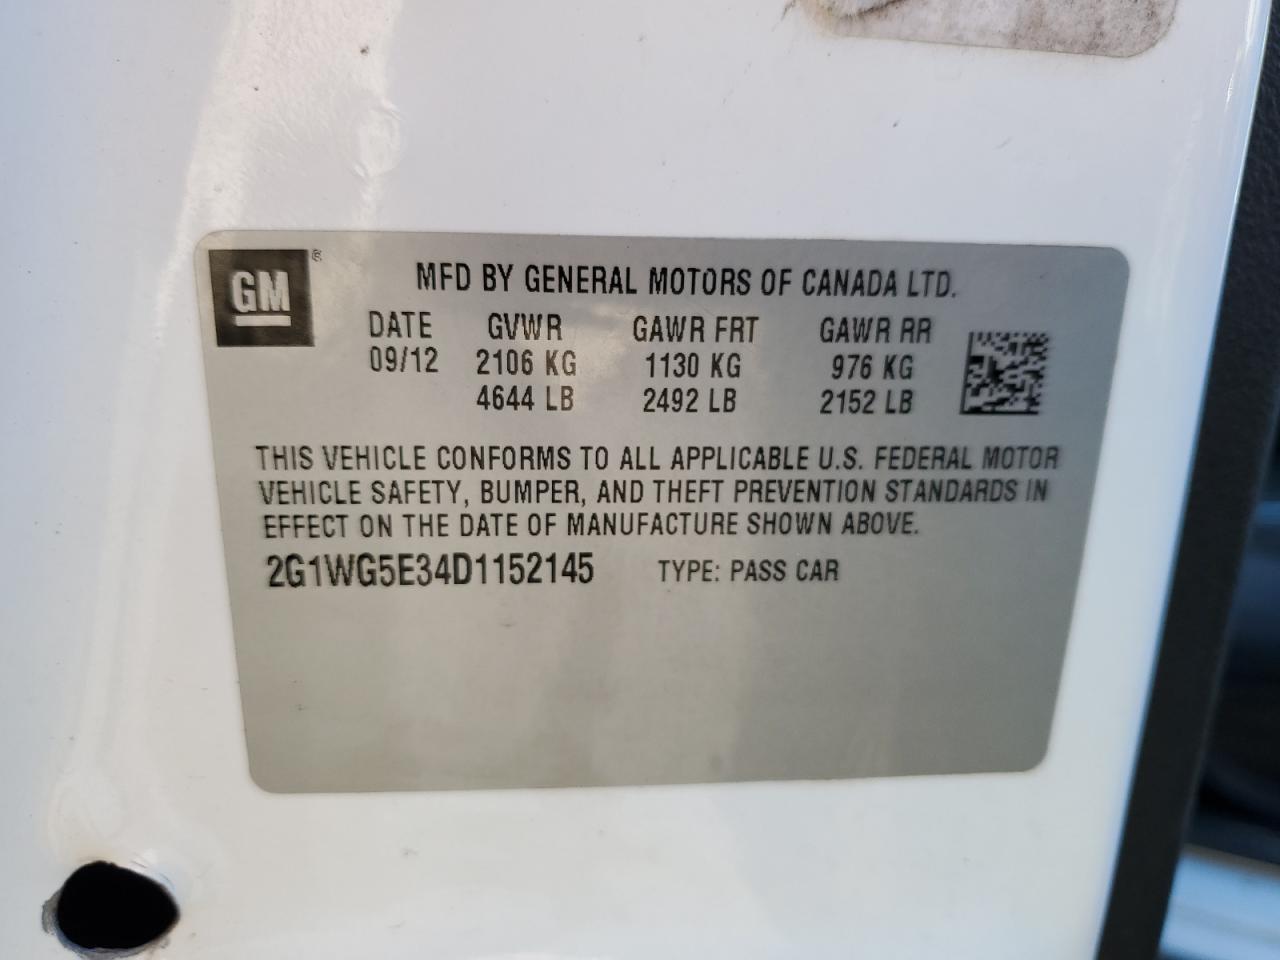 GM®
MFD BY GENERAL MOTORS OF CANADA LTD.
DATE GVWR GAWR FRT GAWR RR
09/12 2106 KG 1130 KG 976 KG
4644 LB 2492 LB 2152 LB
THIS VEHICLE CONFORMS TO ALL APPLICABLE U.S. FEDERAL MOTOR
VEHICLE SAFETY, BUMPER, AND THEFT PREVENTION STANDARDS IN
EFFECT ON THE DATE OF MANUFACTURE SHOWN ABOVE.
2G1WG5E34D1152145 TYPE: PASS CAR